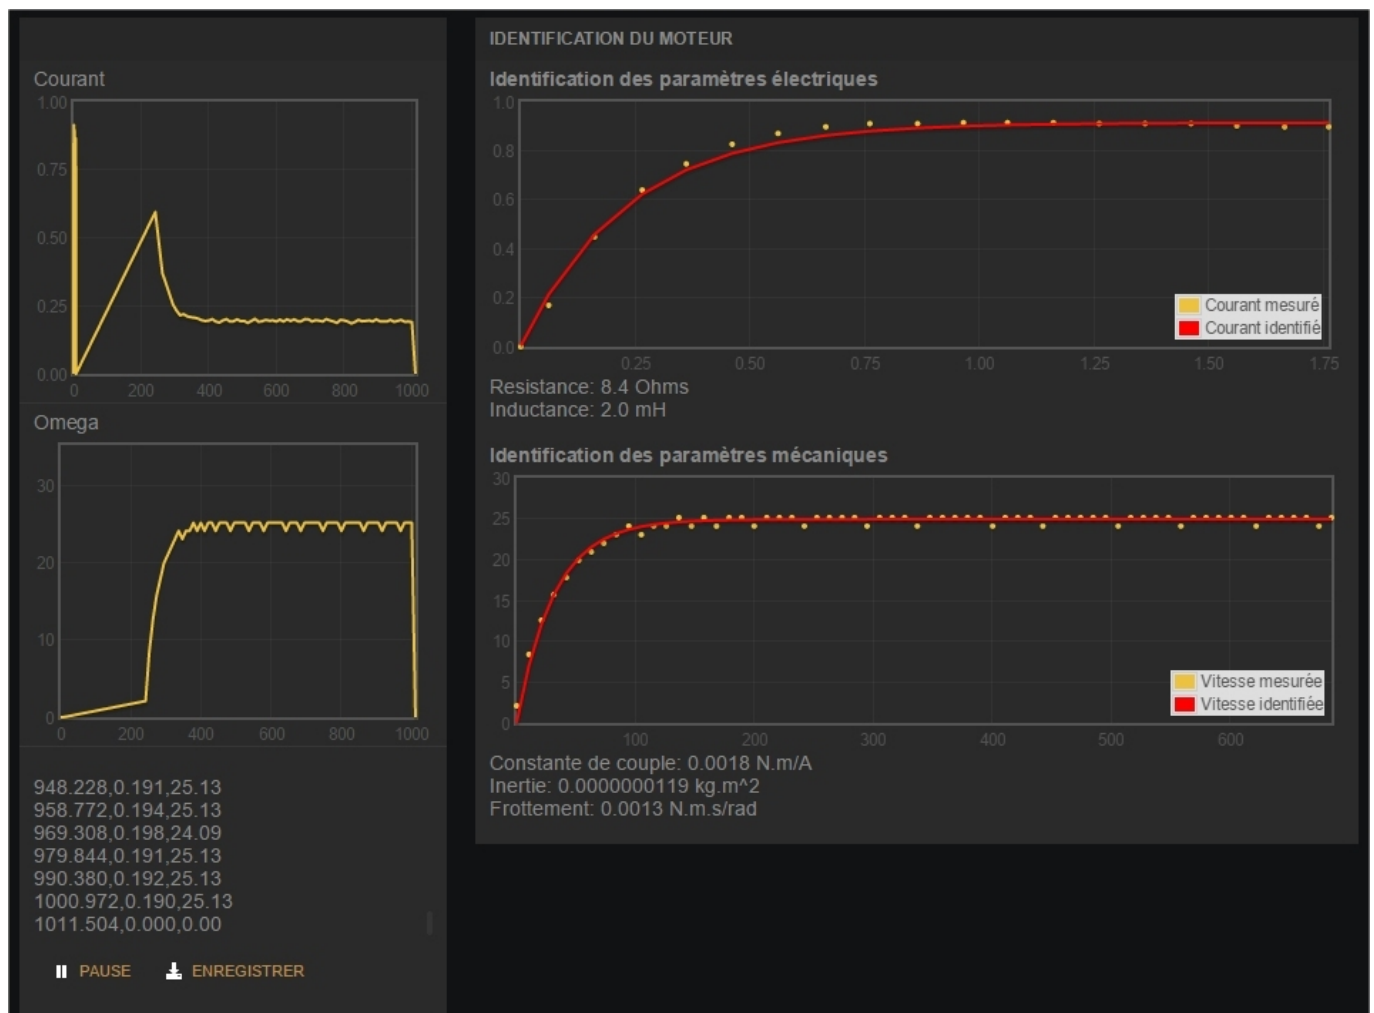 Courant
1.00
0.75
0.50
0.25
0.00
0 200 400 600 800 1000
Omega
30
20
10
0
0 200 400 600 800 1000
948.228,0.191,25.13
958.772,0.194,25.13
969.308,0.198,24.09
979.844,0.191,25.13
990.380,0.192,25.13
1000.972,0.190,25.13
1011.504,0.000,0.00
PAUSE ENREGISTRER
IDENTIFICATION DU MOTEUR
Identification des paramètres électriques
1.0
0.8
0.6
0.4
0.2
0.0
0.25 0.50 0.75 1.00 1.25 1.50 1.75
Courant mesuré
Courant identifié
Resistance: 8.4 Ohms
Inductance: 2.0 mH
Identification des paramètres mécaniques
30
25
20
15
10
5
0
100 200 300 400 500 600
Vitesse mesurée
Vitesse identifiée
Constante de couple: 0.0018 N.m/A
Inertie: 0.0000000119 kg.m^2
Frottement: 0.0013 N.m.s/rad